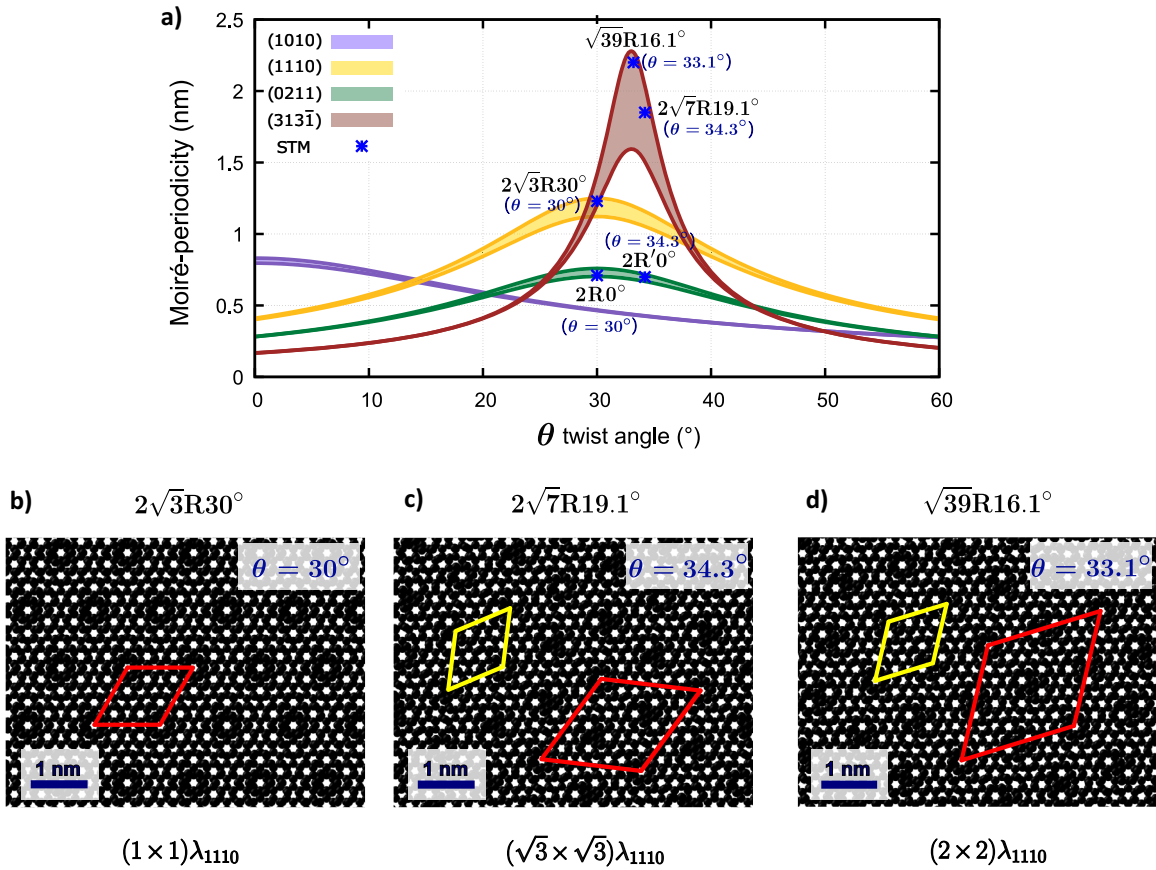 a)
2.5
2
1.5
1
0.5
0
Moiré-periodicity (nm)
(1010)
(1110)
(0211)
(313\overline{1})
STM
√39R16.1°
(θ = 33.1°)
2√7R19.1°
(θ = 34.3°)
2√3R30°
(θ = 30°)
(θ = 34.3°)
2R′0°
2R0°
(θ = 30°)
0 10 20 30 40 50 60
θ twist angle (°)
b) 2√3R30°
θ = 30°
1 nm
(1 × 1)λ₁₁₁₀
c) 2√7R19.1°
θ = 34.3°
1 nm
(√3 × √3)λ₁₁₁₀
d) √39R16.1°
θ = 33.1°
1 nm
(2 × 2)λ₁₁₁₀